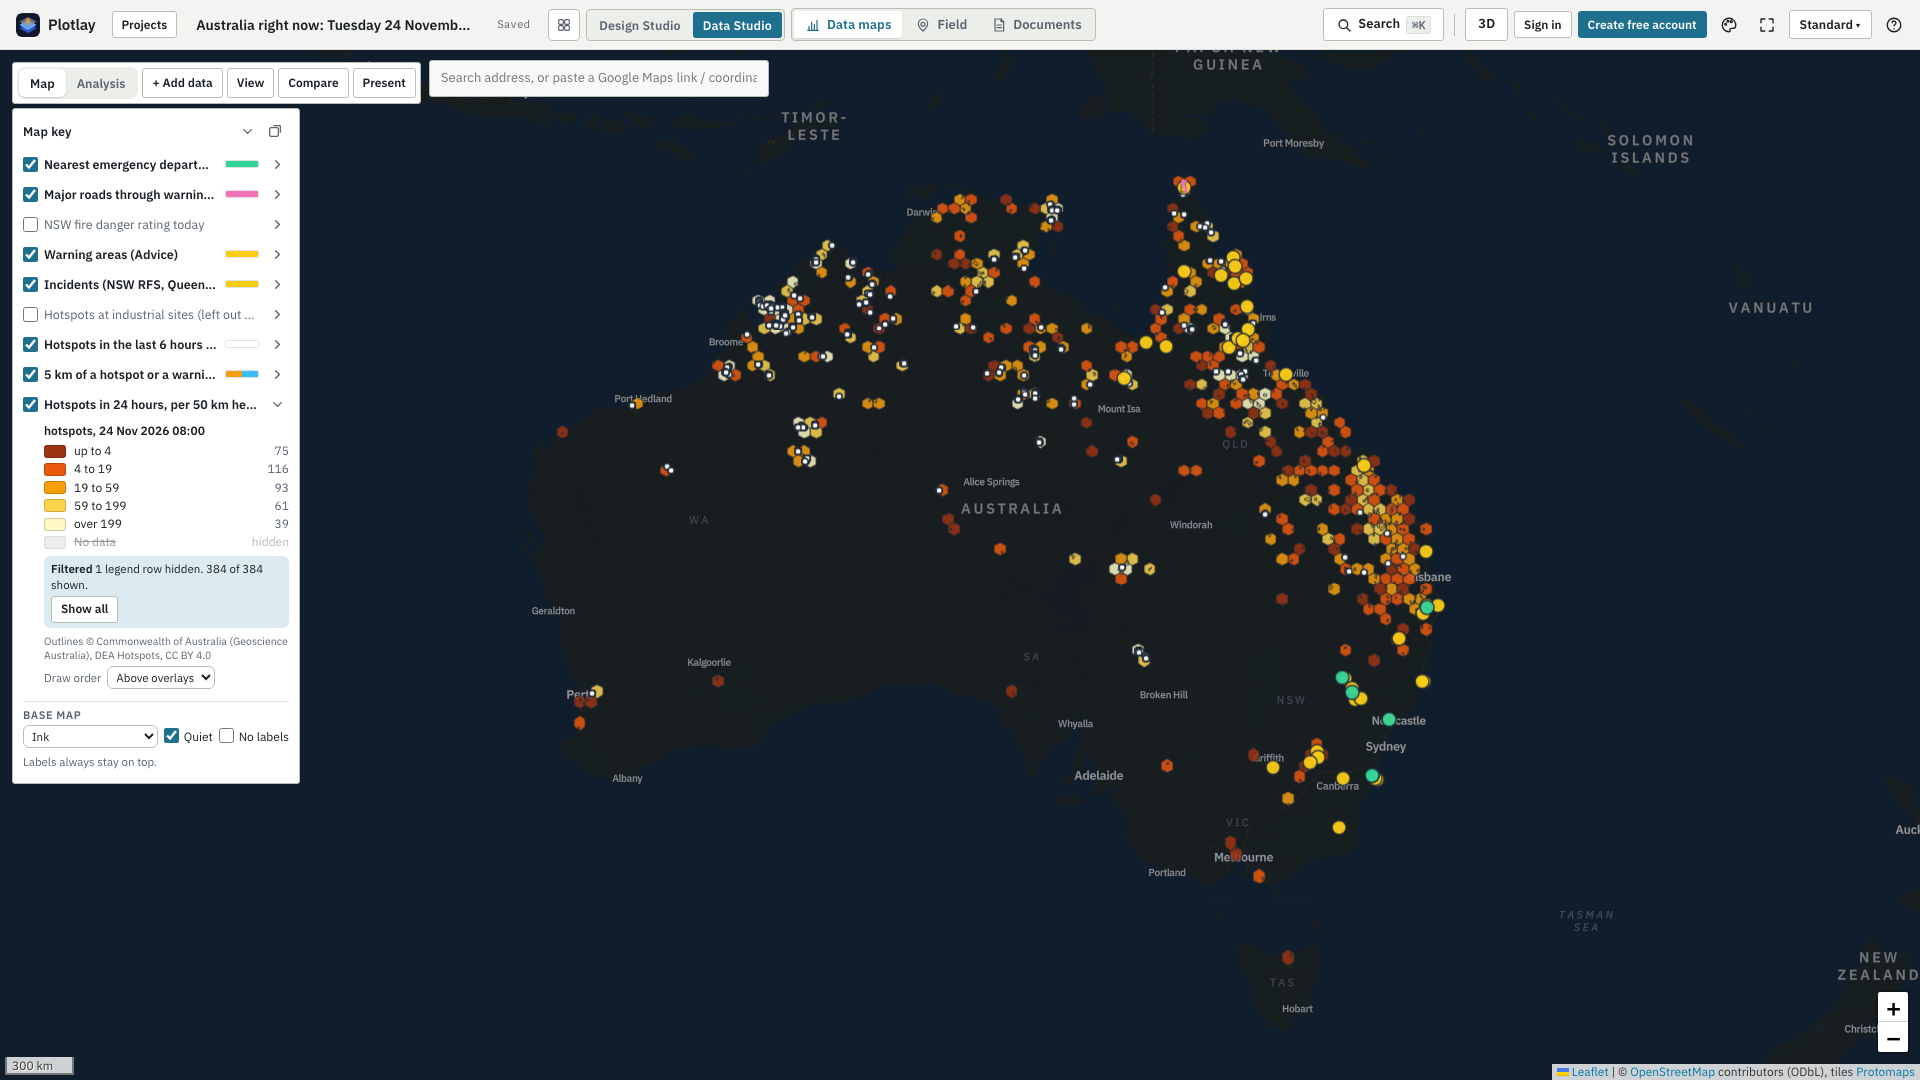 Plotlay
Projects
Australia right now: Tuesday 24 Novemb...
Saved
Design Studio
Data Studio
Data maps
Field
Documents
Search ⌘K
3D
Sign in
Create free account
Standard
Map
Analysis
+ Add data
View
Compare
Present
Search address, or paste a Google Maps link / coordina
Map key
Nearest emergency depart...
Major roads through warnin...
NSW fire danger rating today
Warning areas (Advice)
Incidents (NSW RFS, Queen...
Hotspots at industrial sites (left out ...
Hotspots in the last 6 hours ...
5 km of a hotspot or a warni...
Hotspots in 24 hours, per 50 km he...
hotspots, 24 Nov 2026 08:00
up to 4 75
4 to 19 116
19 to 59 93
59 to 199 61
over 199 39
No data hidden
Filtered 1 legend row hidden. 384 of 384
shown.
Show all
Outlines © Commonwealth of Australia (Geoscience
Australia), DEA Hotspots, CC BY 4.0
Draw order Above overlays
BASE MAP
Ink
Quiet
No labels
Labels always stay on top.
GUINEA
TIMOR-
LESTE
Port Moresby
SOLOMON
ISLANDS
Darwin
VANUATU
Broome
Port Hedland
Mount Isa
QLD
Alice Springs
AUSTRALIA
WA
Windorah
Geraldton
SA
Kalgoorlie
Broken Hill
NSW
Whyalla
Sydney
Adelaide
Albany
Canberra
VIC
Melbourne
Portland
TASMAN
SEA
TAS
Hobart
NEW
ZEALAND
+
−
300 km
Leaflet | © OpenStreetMap contributors (ODbL), tiles Protomaps